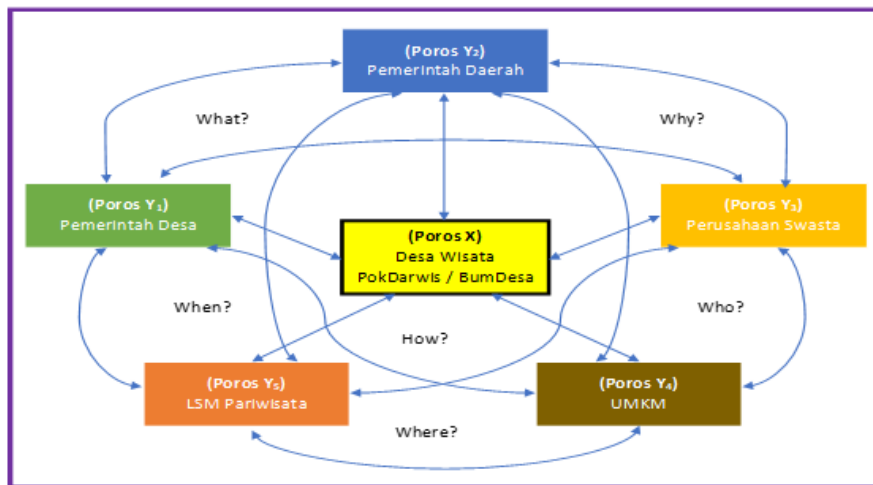 (Poros Y₂)
Pemerintah Daerah
What?
Why?
(Poros Y₁)
Pemerintah Desa
(Poros Y₃)
Perusahaan Swasta
(Poros X)
Desa Wisata
PokDarwis / BumDesa
When?
Who?
How?
(Poros Y₅)
LSM Pariwisata
(Poros Y₄)
UMKM
Where?